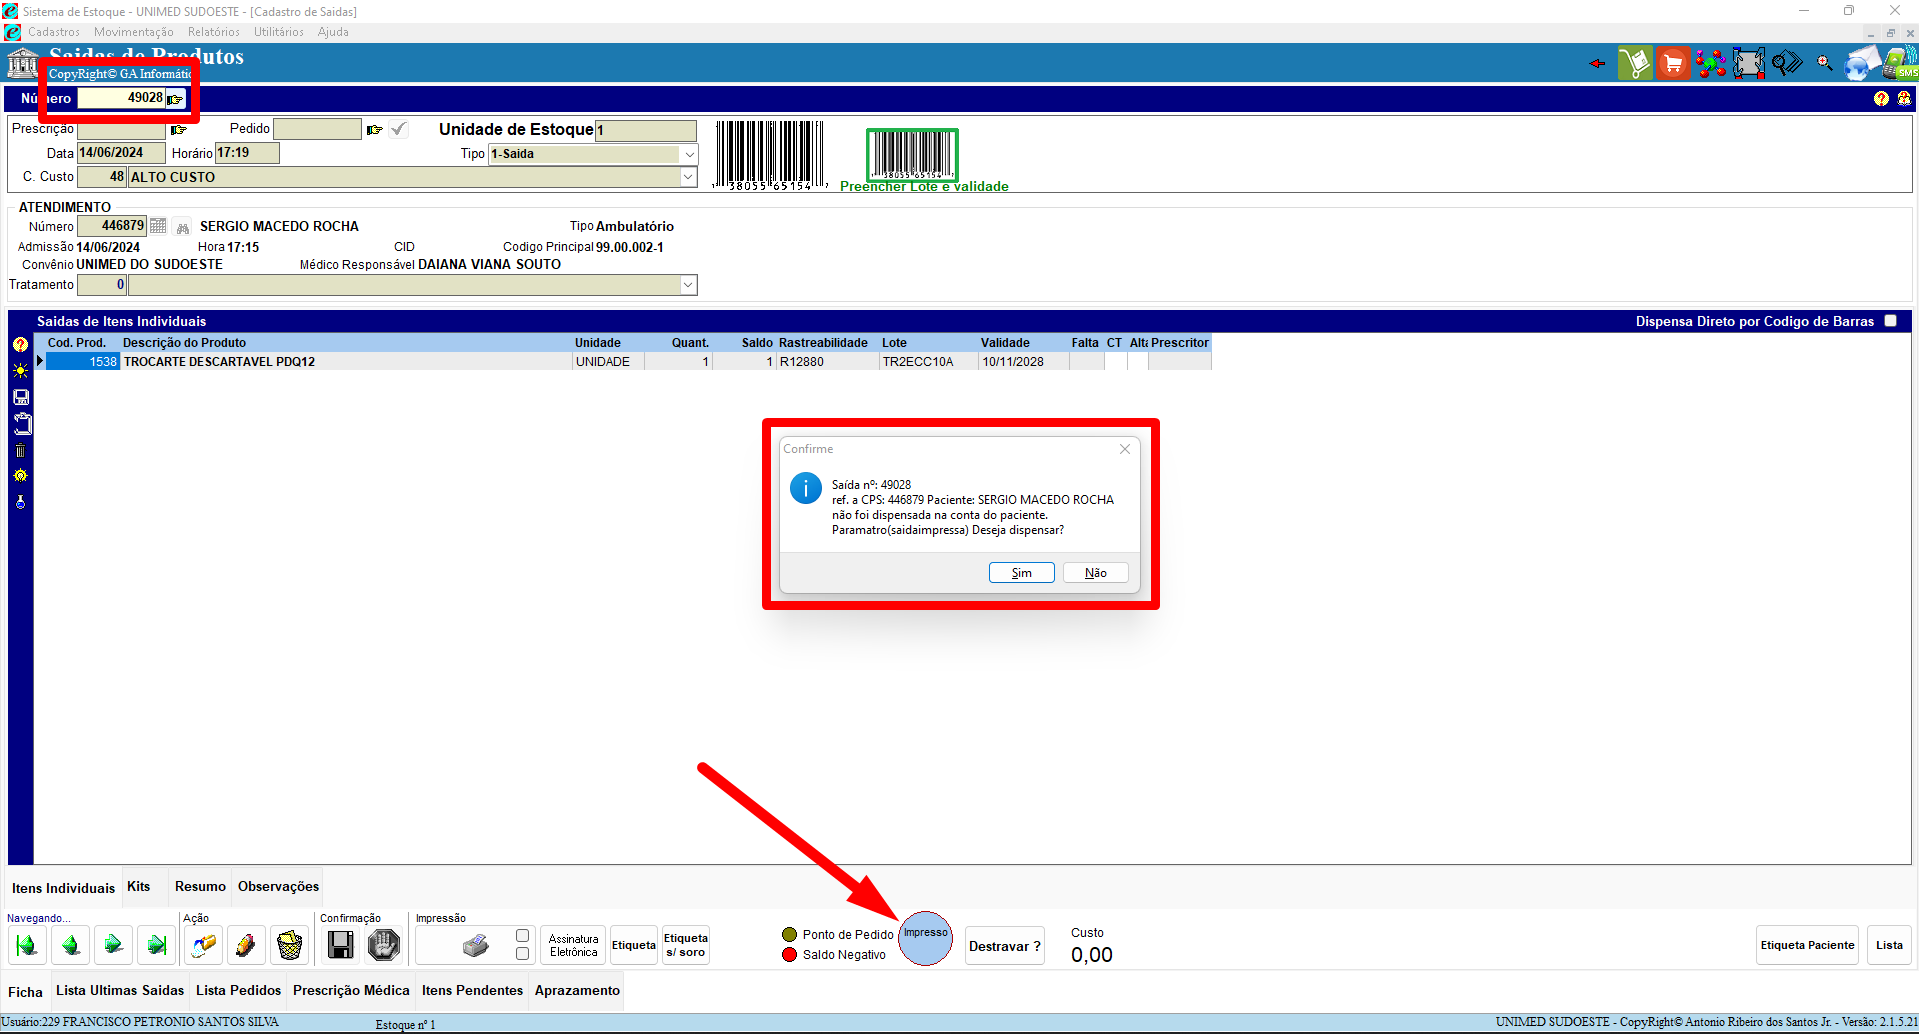 Sistema de Estoque - UNIMED SUDOESTE - [Cadastro de Saidas]
Cadastros Movimentação Relatórios Utilitários Ajuda
Saidas de Produtos
CopyRight© GA Informátic
SMS
Número 49028
Prescrição Pedido Unidade de Estoque 1
Data 14/06/2024 Horário 17:19 Tipo 1-Saida
C. Custo 48 ALTO CUSTO
38055 65154
38055 65154
Preencher Lote e Validade
ATENDIMENTO
Número 446879 SERGIO MACEDO ROCHA Tipo Ambulatório
Admissão 14/06/2024 Hora 17:15 CID Codigo Principal 99.00.002-1
Convênio UNIMED DO SUDOESTE Médico Responsável DAIANA VIANA SOUTO
Tratamento 0
Saidas de Itens Individuais Dispensa Direto por Codigo de Barras
Cod. Prod. Descrição do Produto Unidade Quant. Saldo Rastreabilidade Lote Validade Falta CT Alta Prescritor
1538 TROCARTE DESCARTAVEL PDQ12 UNIDADE 1 1 R12880 TR2ECC10A 10/11/2028
Confirme
Saída nº: 49028
ref. a CPS: 446879 Paciente: SERGIO MACEDO ROCHA
não foi dispensada na conta do paciente.
Paramatro(saidaimpressa) Deseja dispensar?
Sim Não
Itens Individuais Kits Resumo Observações
Navegando... Ação Confirmação Impressão
Assinatura Eletrônica
Etiqueta
Etiqueta s/ soro
Ponto de Pedido
Saldo Negativo
Impresso
Destravar ?
Custo
0,00
Etiqueta Paciente
Lista
Ficha Lista Ultimas Saidas Lista Pedidos Prescrição Médica Itens Pendentes Aprazamento
Usuário:229 FRANCISCO PETRONIO SANTOS SILVA Estoque nº 1 UNIMED SUDOESTE - CopyRight© Antonio Ribeiro dos Santos Jr. - Versão: 2.1.5.21